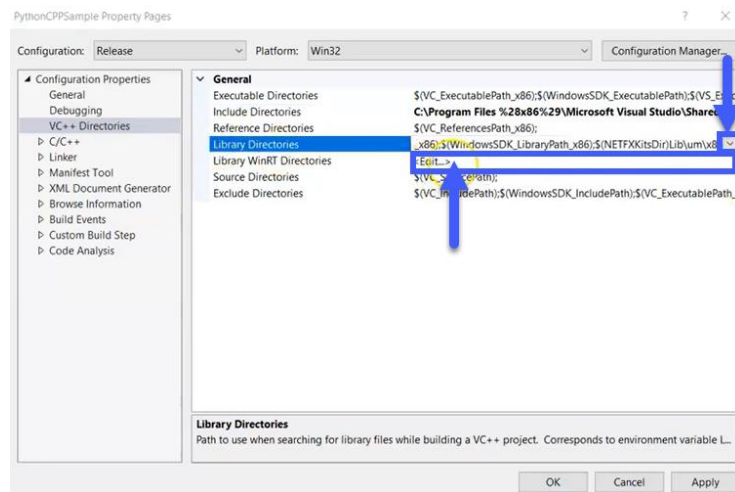 PythonCPPSample Property Pages
? ×
Configuration: Release Platform: Win32 Configuration Manager...
Configuration Properties
General
Debugging
VC++ Directories
C/C++
Linker
Manifest Tool
XML Document Generator
Browse Information
Build Events
Custom Build Step
Code Analysis
General
Executable Directories $(VC_ExecutablePath_x86);$(WindowsSDK_ExecutablePath);$(VS_
Include Directories C:\Program Files %28x86%29\Microsoft Visual Studio\Shared
Reference Directories $(VC_ReferencesPath_x86);
Library Directories _x86);$(WindowsSDK_LibraryPath_x86);$(NETFXKitsDir)Lib\um\x8
Library WinRT Directories <Edit...>
Source Directories $(VC_SourcePath);
Exclude Directories $(VC_IncludePath);$(WindowsSDK_IncludePath);$(VC_ExecutablePath_
Library Directories
Path to use when searching for library files while building a VC++ project. Corresponds to environment variable L...
OK Cancel Apply